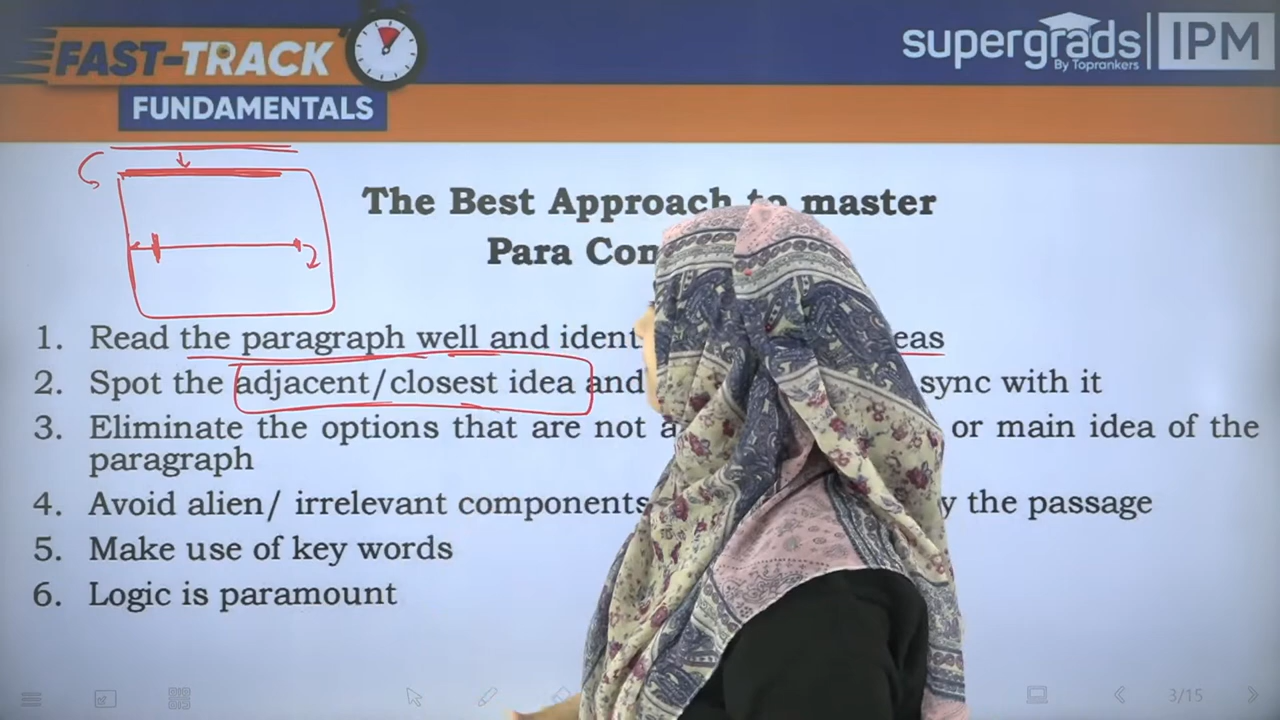 FAST-TRACK
FUNDAMENTALS
supergrads IPM
By Toprankers
The Best Approach to master
Para Com
1. Read the paragraph well and ident eas
2. Spot the adjacent/closest idea and sync with it
3. Eliminate the options that are not a or main idea of the
paragraph
4. Avoid alien/ irrelevant components y the passage
5. Make use of key words
6. Logic is paramount
3/15